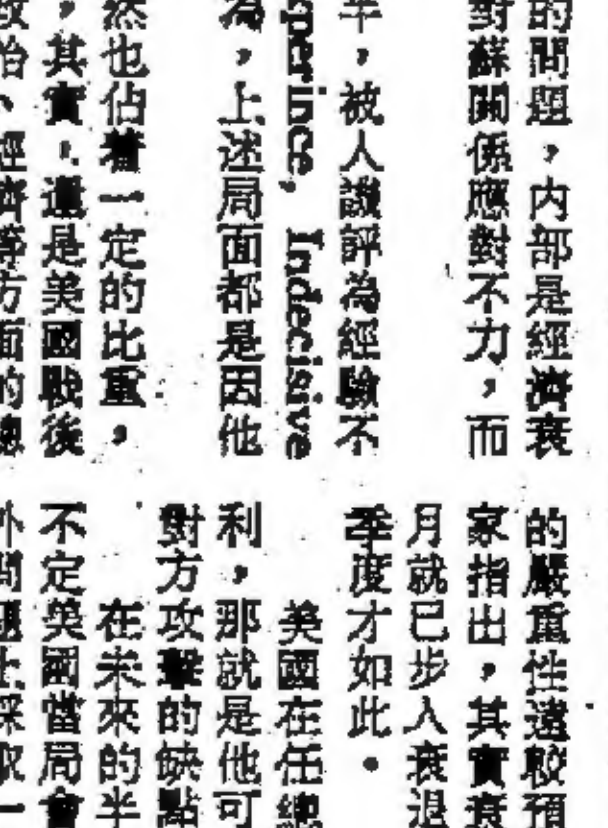 的問題，內部是經濟衰
對蘇關係應對不力，而
年，被人譏評為經驗不
xperince, Indecisive
為，上述局面都是因他
然也佔着一定的比重，
，其實，還是美國戰後
政治、經濟等方面的總
的嚴重性遠較預
家指出，其實衰
月就已步入衰退
季度才如此。
美國在任總
利，那就是他可
對方攻擊的缺點
在未來的半
不定美國當局會
外問題上採取一